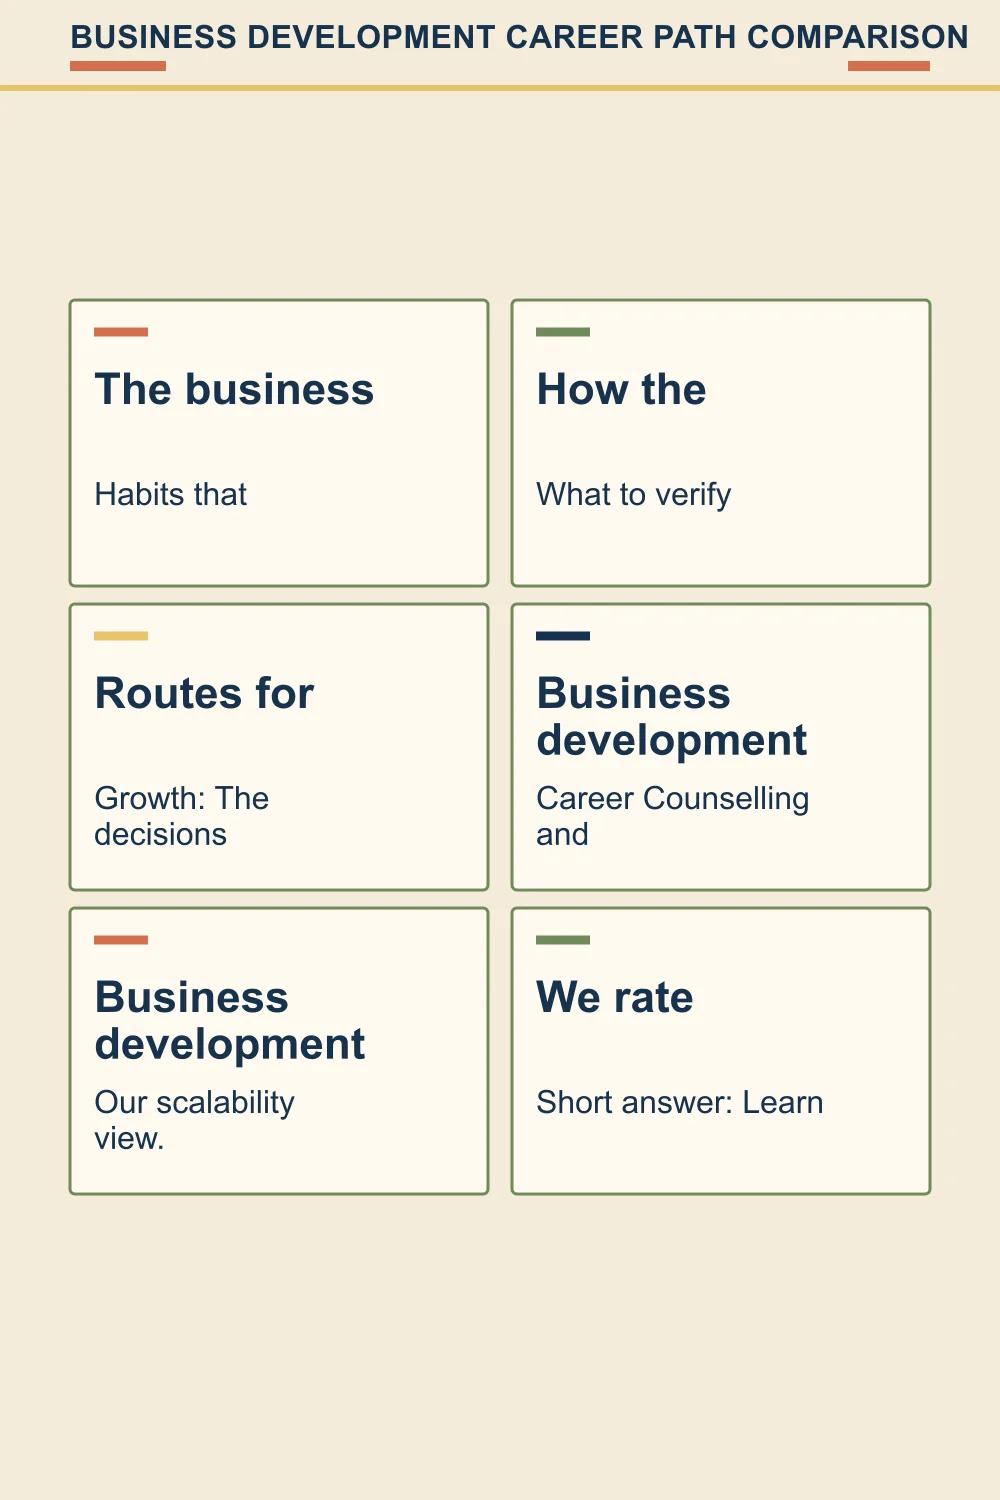 BUSINESS DEVELOPMENT CAREER PATH COMPARISON
The business
Habits that
How the
What to verify
Routes for
Growth: The
decisions
Business
development
Career Counselling
and
Business
development
Our scalability
view.
We rate
Short answer: Learn